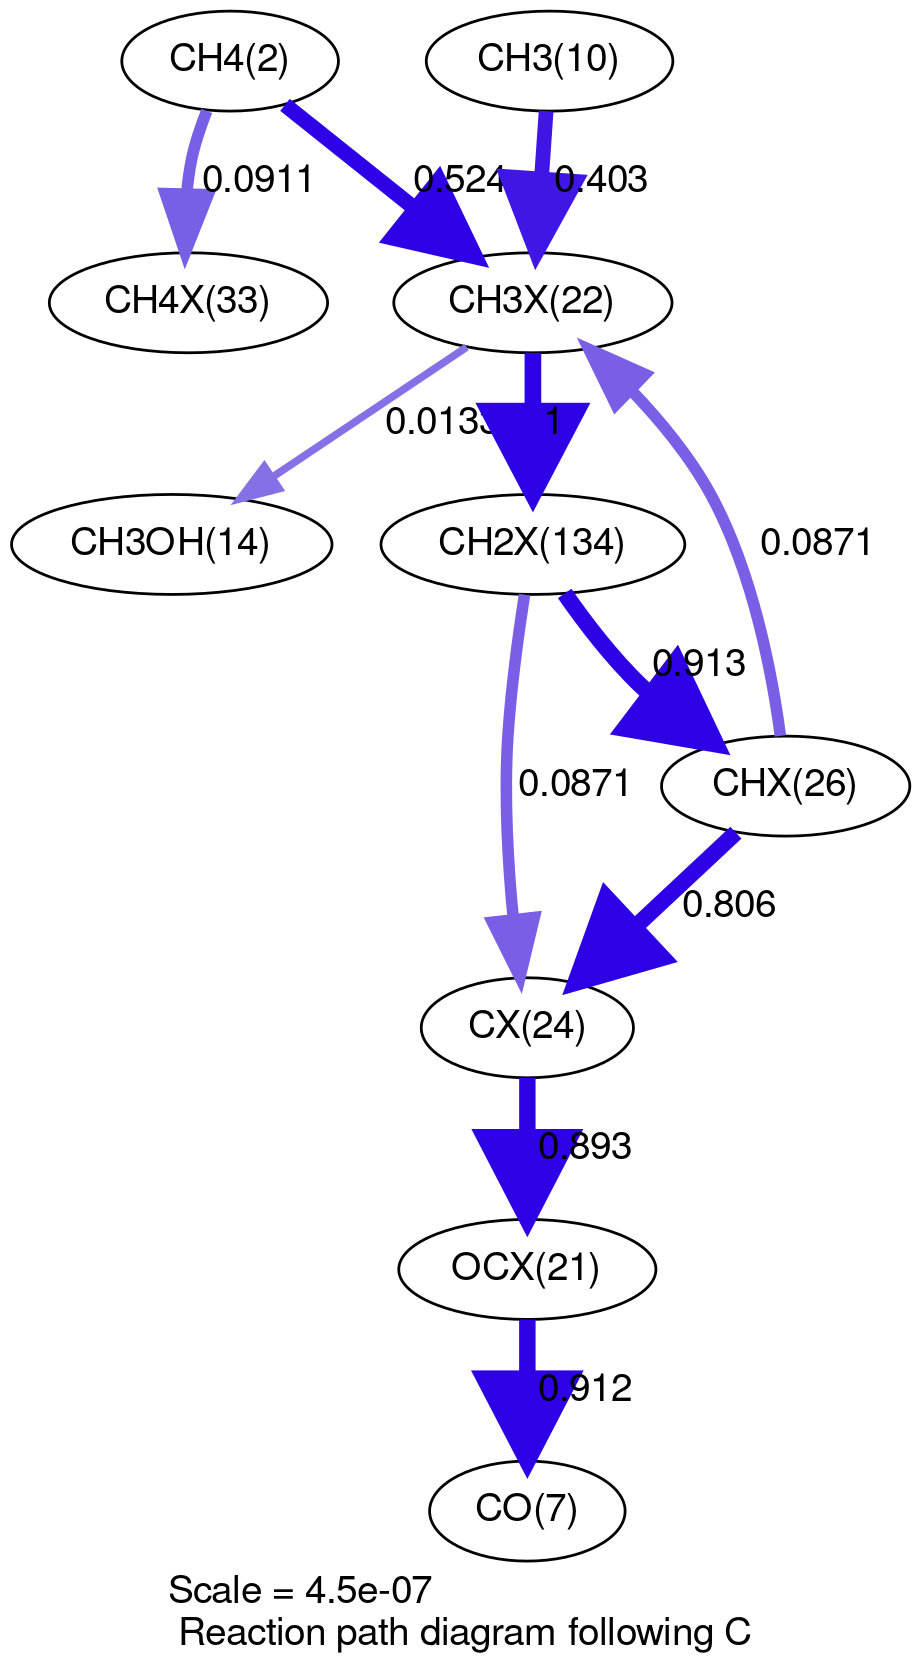 CH4(2)
CH3(10)
0.0911
0.524
0.403
CH4X(33)
CH3X(22)
0.0133
1
CH3OH(14)
CH2X(134)
0.0871
0.913
0.0871
CHX(26)
0.806
CX(24)
0.893
OCX(21)
0.912
CO(7)
Scale = 4.5e-07
Reaction path diagram following C